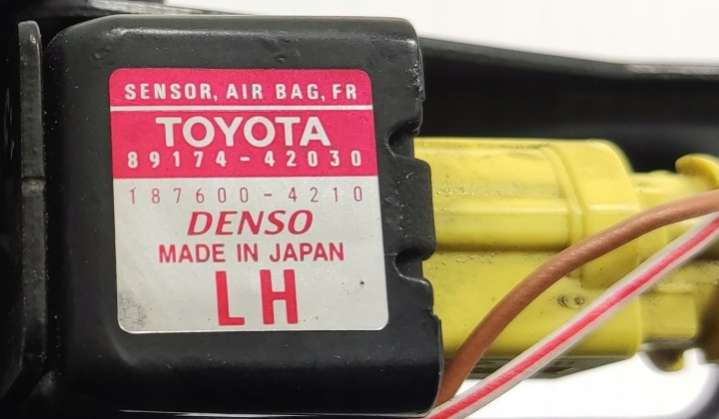 SENSOR, AIR BAG, FR
TOYOTA
89174-42030
187600-4210
DENSO
MADE IN JAPAN
LH